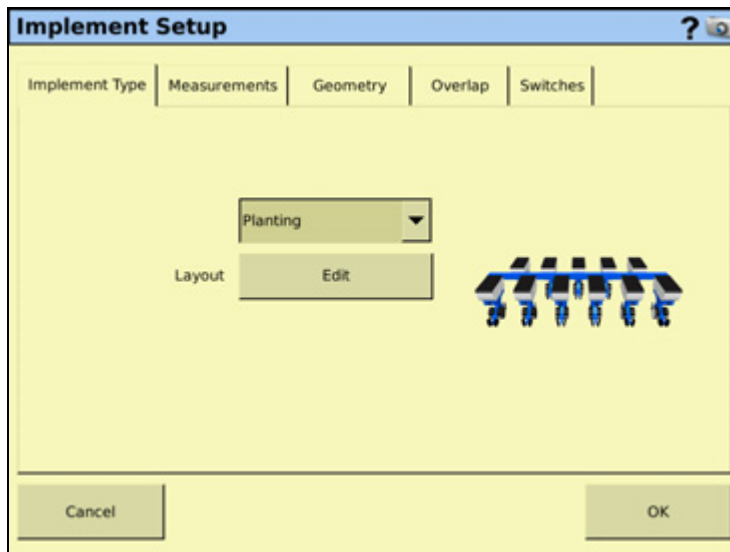 Implement Setup ?
Implement Type Measurements Geometry Overlap Switches
Planting
Layout Edit
Cancel OK